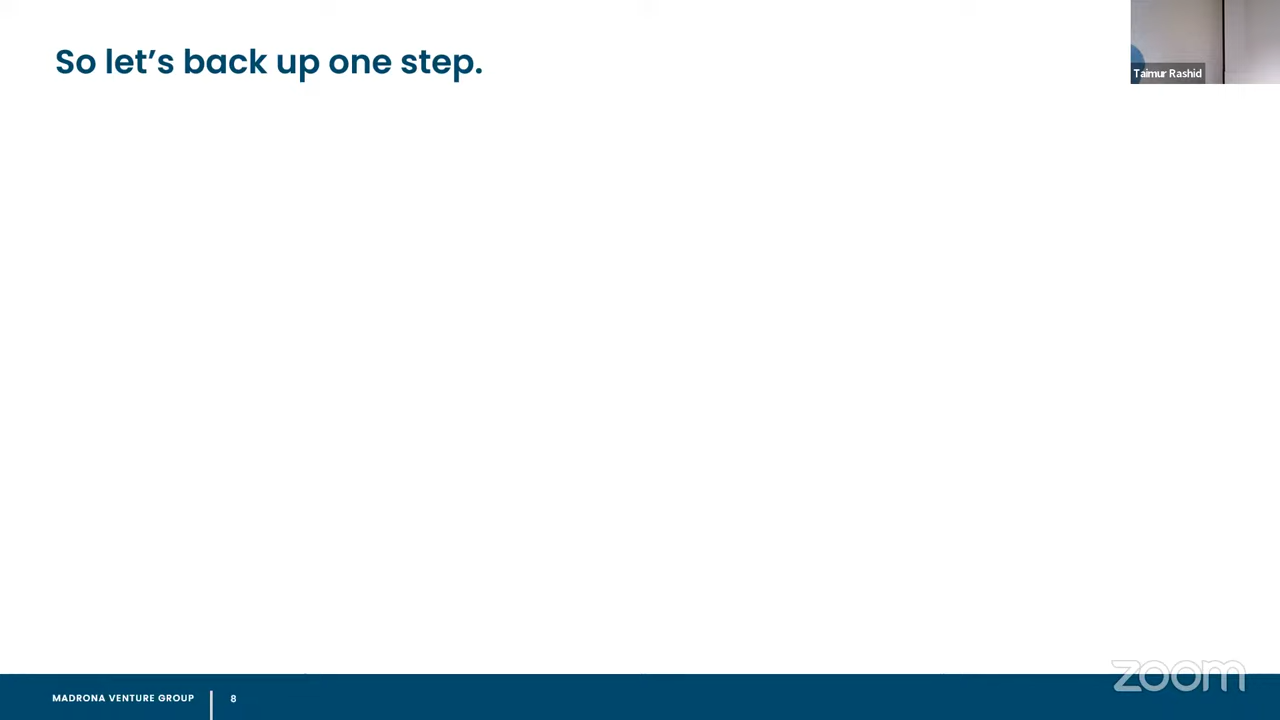 So let's back up one step.
Taimur Rashid
MADRONA VENTURE GROUP
8
zoom